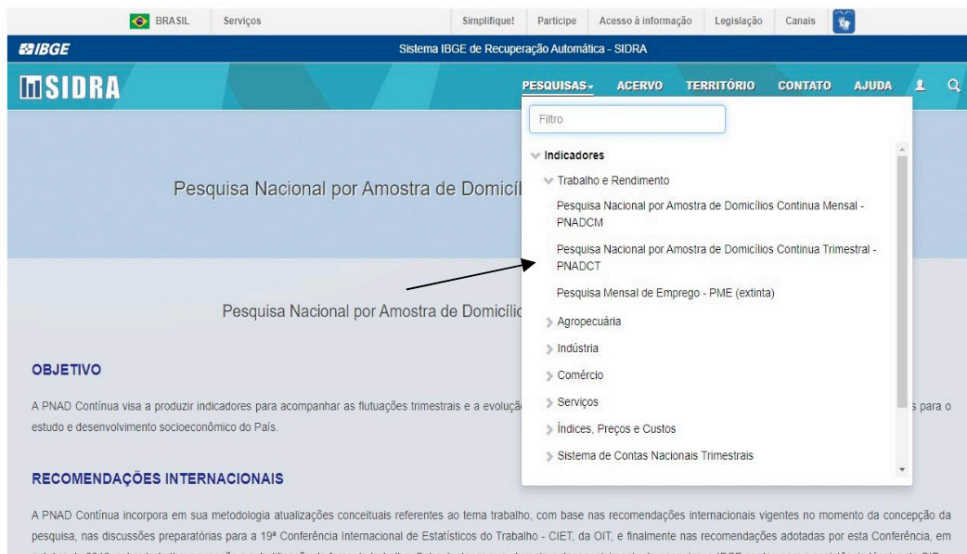 BRASIL Serviços Simplifique! Participe Acesso à informação Legislação Canais
IBGE Sistema IBGE de Recuperação Automática - SIDRA
SIDRA PESQUISAS ACERVO TERRITÓRIO CONTATO AJUDA
Filtro
Indicadores
Trabalho e Rendimento
Pesquisa Nacional por Amostra de Domicílios Continua Mensal -
PNADCM
Pesquisa Nacional por Amostra de Domicílios Continua Trimestral -
PNADCT
Pesquisa Mensal de Emprego - PME (extinta)
Agropecuária
Indústria
Comércio
Serviços
Índices, Preços e Custos
Sistema de Contas Nacionais Trimestrais
Pesquisa Nacional por Amostra de Domicíl
Pesquisa Nacional por Amostra de Domicílio
OBJETIVO
A PNAD Contínua visa a produzir indicadores para acompanhar as flutuações trimestrais e a evoluçã s para o
estudo e desenvolvimento socioeconômico do País.
RECOMENDAÇÕES INTERNACIONAIS
A PNAD Contínua incorpora em sua metodologia atualizações conceituais referentes ao tema trabalho, com base nas recomendações internacionais vigentes no momento da concepção da
pesquisa, nas discussões preparatórias para a 19ª Conferência Internacional de Estatísticos do Trabalho - CIET, da OIT, e finalmente nas recomendações adotadas por esta Conferência, em